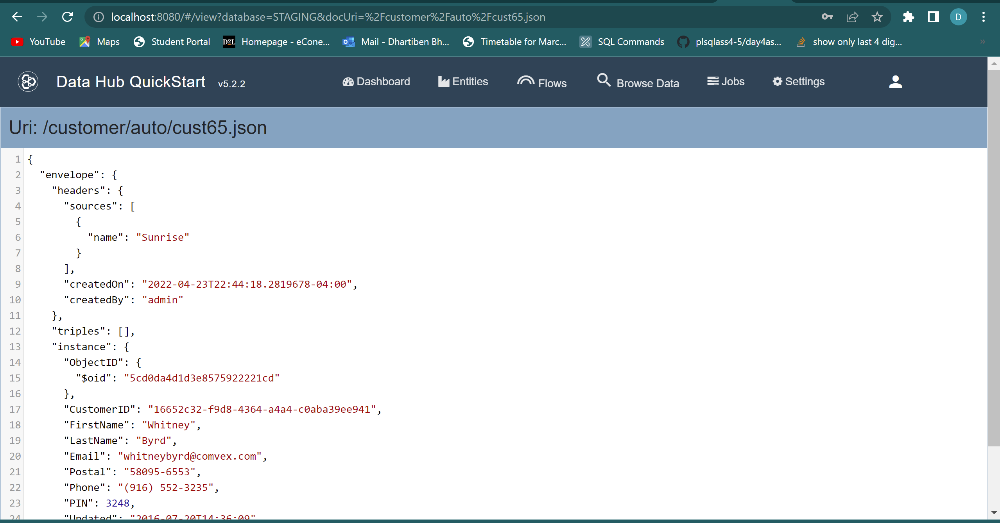 localhost:8080/#/view?database=STAGING&docUri=%2Fcustomer%2Fauto%2Fcust65.json
D
YouTube Maps Student Portal D2L Homepage - eCone... Mail - Dhartiben Bh... Timetable for Marc... SQL Commands plsqlass4-5/day4as... show only last 4 dig... »
Data Hub QuickStart v5.2.2 Dashboard Entities Flows Browse Data Jobs Settings
Uri: /customer/auto/cust65.json
1 {
2 "envelope": {
3 "headers": {
4 "sources": [
5 {
6 "name": "Sunrise"
7 }
8 ],
9 "createdOn": "2022-04-23T22:44:18.2819678-04:00",
10 "createdBy": "admin"
11 },
12 "triples": [],
13 "instance": {
14 "ObjectID": {
15 "$oid": "5cd0da4d1d3e8575922221cd"
16 },
17 "CustomerID": "16652c32-f9d8-4364-a4a4-c0aba39ee941",
18 "FirstName": "Whitney",
19 "LastName": "Byrd",
20 "Email": "whitneybyrd@comvex.com",
21 "Postal": "58095-6553",
22 "Phone": "(916) 552-3235",
23 "PIN": 3248,
24 "Updated": "2016-07-20T14:36:09"